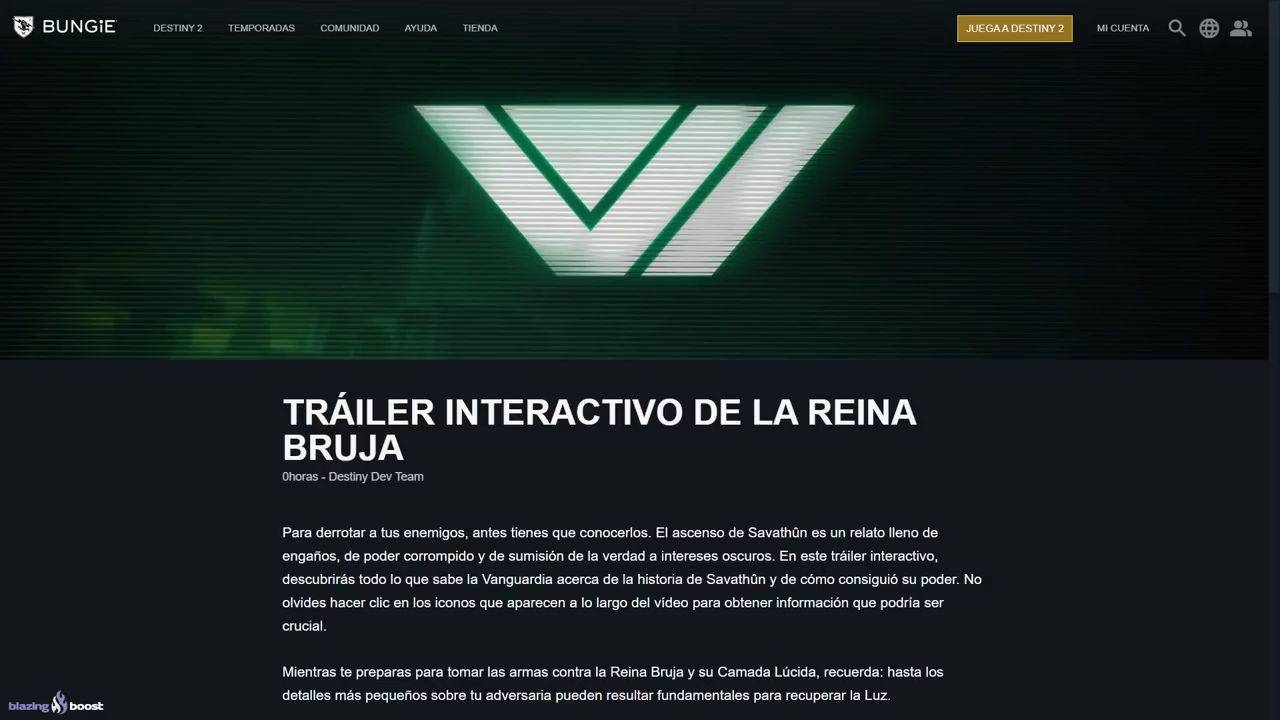 BUNGiE
DESTINY 2
TEMPORADAS
COMUNIDAD
AYUDA
TIENDA
JUEGA A DESTINY 2
MI CUENTA
TRÁILER INTERACTIVO DE LA REINA
BRUJA
0horas - Destiny Dev Team
Para derrotar a tus enemigos, antes tienes que conocerlos. El ascenso de Savathûn es un relato lleno de
engaños, de poder corrompido y de sumisión de la verdad a intereses oscuros. En este tráiler interactivo,
descubrirás todo lo que sabe la Vanguardia acerca de la historia de Savathûn y de cómo consiguió su poder. No
olvides hacer clic en los iconos que aparecen a lo largo del vídeo para obtener información que podría ser
crucial.
Mientras te preparas para tomar las armas contra la Reina Bruja y su Camada Lúcida, recuerda: hasta los
detalles más pequeños sobre tu adversaria pueden resultar fundamentales para recuperar la Luz.
blazing boost